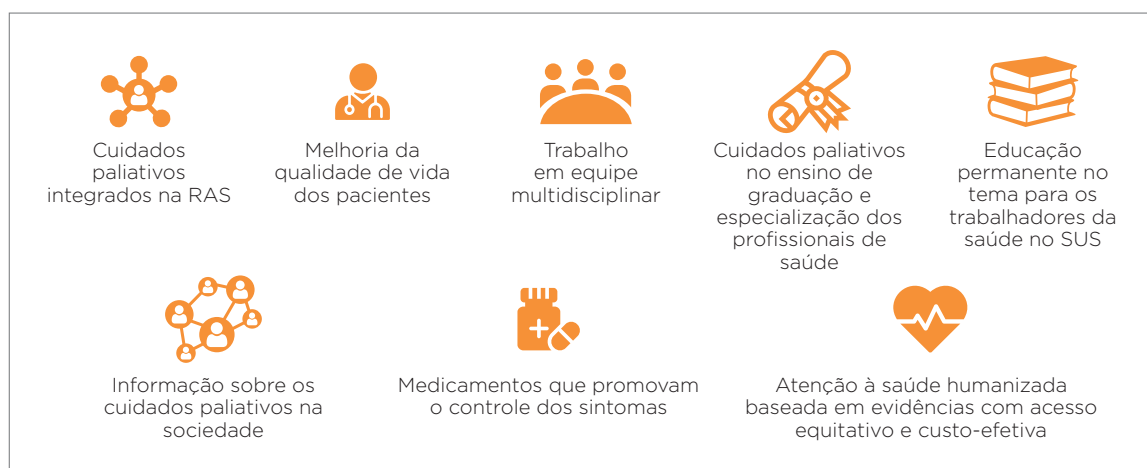 Cuidados
paliativos
integrados na RAS
Melhoria da
qualidade de vida
dos pacientes
Trabalho
em equipe
multidisciplinar
Cuidados paliativos
no ensino de
graduação e
especialização dos
profissionais de
saúde
Educação
permanente no
tema para os
trabalhadores da
saúde no SUS
Informação sobre os
cuidados paliativos na
sociedade
Medicamentos que promovam
o controle dos sintomas
Atenção à saúde humanizada
baseada em evidências com acesso
equitativo e custo-efetiva